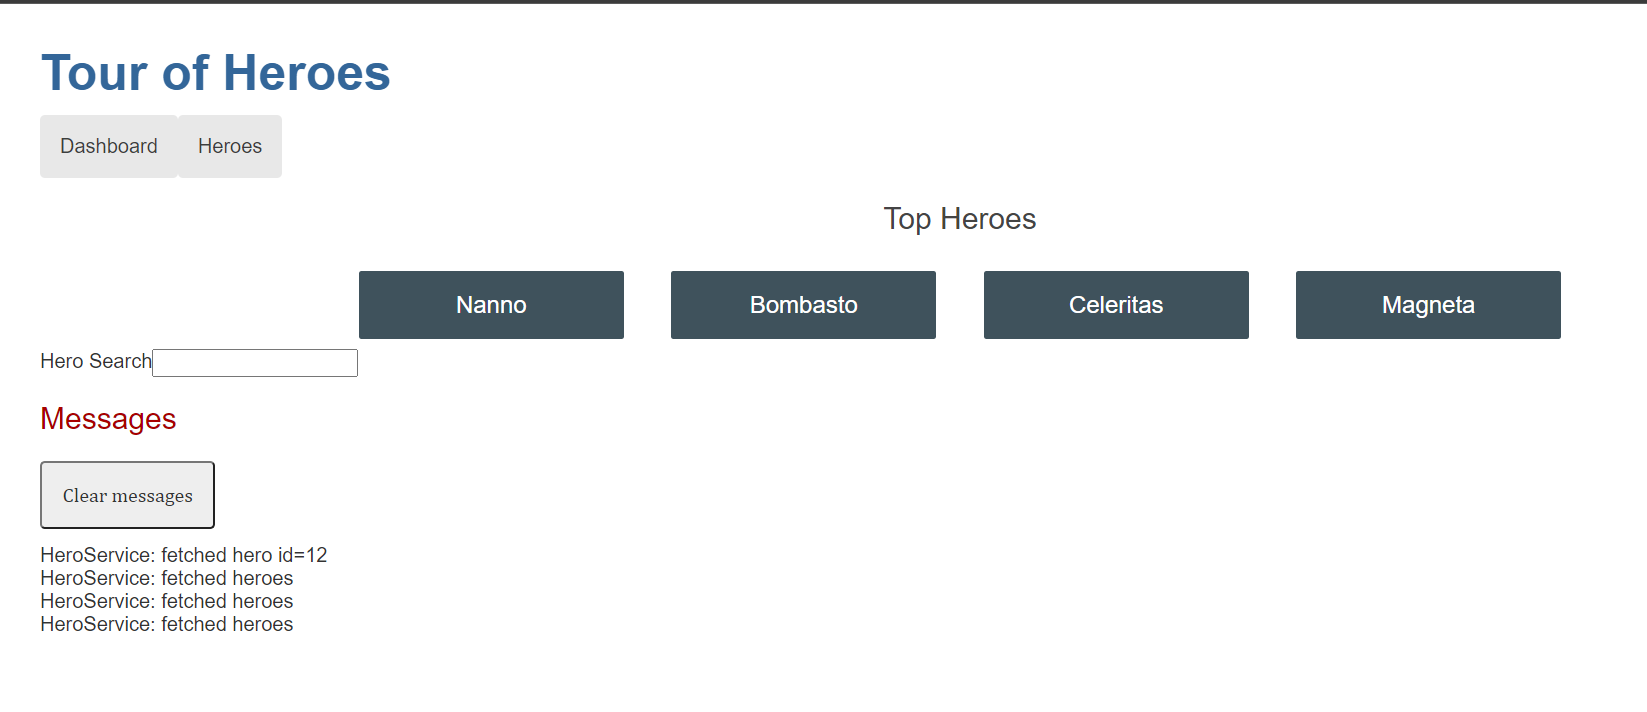 Tour of Heroes
Dashboard Heroes
Top Heroes
Nanno Bombasto Celeritas Magneta
Hero Search
Messages
Clear messages
HeroService: fetched hero id=12
HeroService: fetched heroes
HeroService: fetched heroes
HeroService: fetched heroes